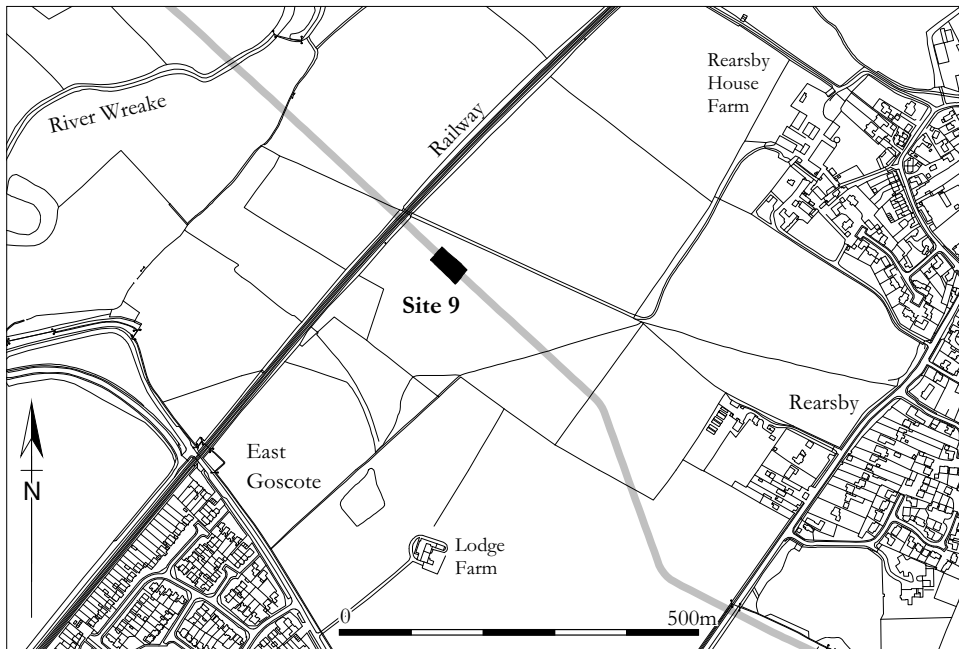 Rearsby
House
Farm
River Wreake
Railway
Site 9
Rearsby
East
Goscote
N
Lodge
Farm
0
500m